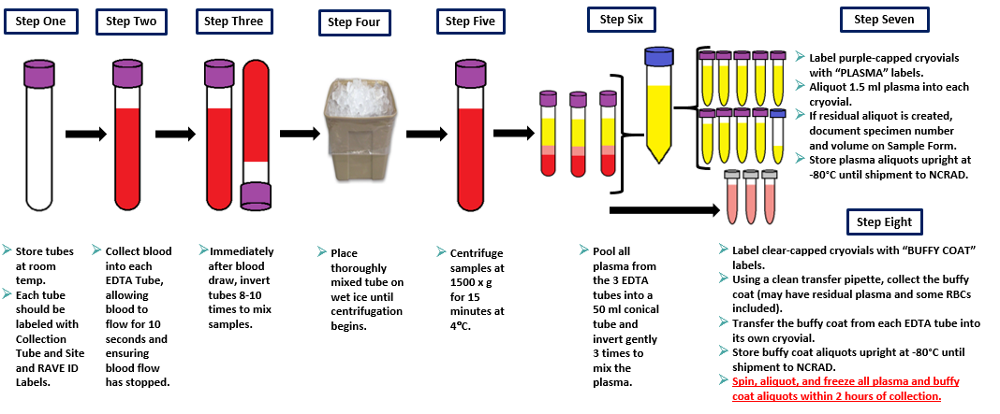 Step One
Step Two
Step Three
Step Four
Step Five
Step Six
Step Seven
Label purple-capped cryovials
with “PLASMA” labels.
Aliquot 1.5 ml plasma into each
cryovial.
If residual aliquot is created,
document specimen number
and volume on Sample Form.
Store plasma aliquots upright at
-80°C until shipment to NCRAD.
Store tubes
at room
temp.
Each tube
should be
labeled with
Collection
Tube and Site
and RAVE ID
Labels.
Collect blood
into each
EDTA Tube,
allowing
blood to
flow for 10
seconds and
ensuring
blood flow
has stopped.
Immediately
after blood
draw, invert
tubes 8-10
times to mix
samples.
Place
thoroughly
mixed tube on
wet ice until
centrifugation
begins.
Centrifuge
samples at
1500 x g
for 15
minutes at
4°C.
Pool all
plasma from
the 3 EDTA
tubes into a
50 ml conical
tube and
invert gently
3 times to
mix the
plasma.
Step Eight
Label clear-capped cryovials with “BUFFY COAT”
labels.
Using a clean transfer pipette, collect the buffy
coat (may have residual plasma and some RBCs
included).
Transfer the buffy coat from each EDTA tube into
its own cryovial.
Store buffy coat aliquots upright at -80°C until
shipment to NCRAD.
Spin, aliquot, and freeze all plasma and buffy
coat aliquots within 2 hours of collection.